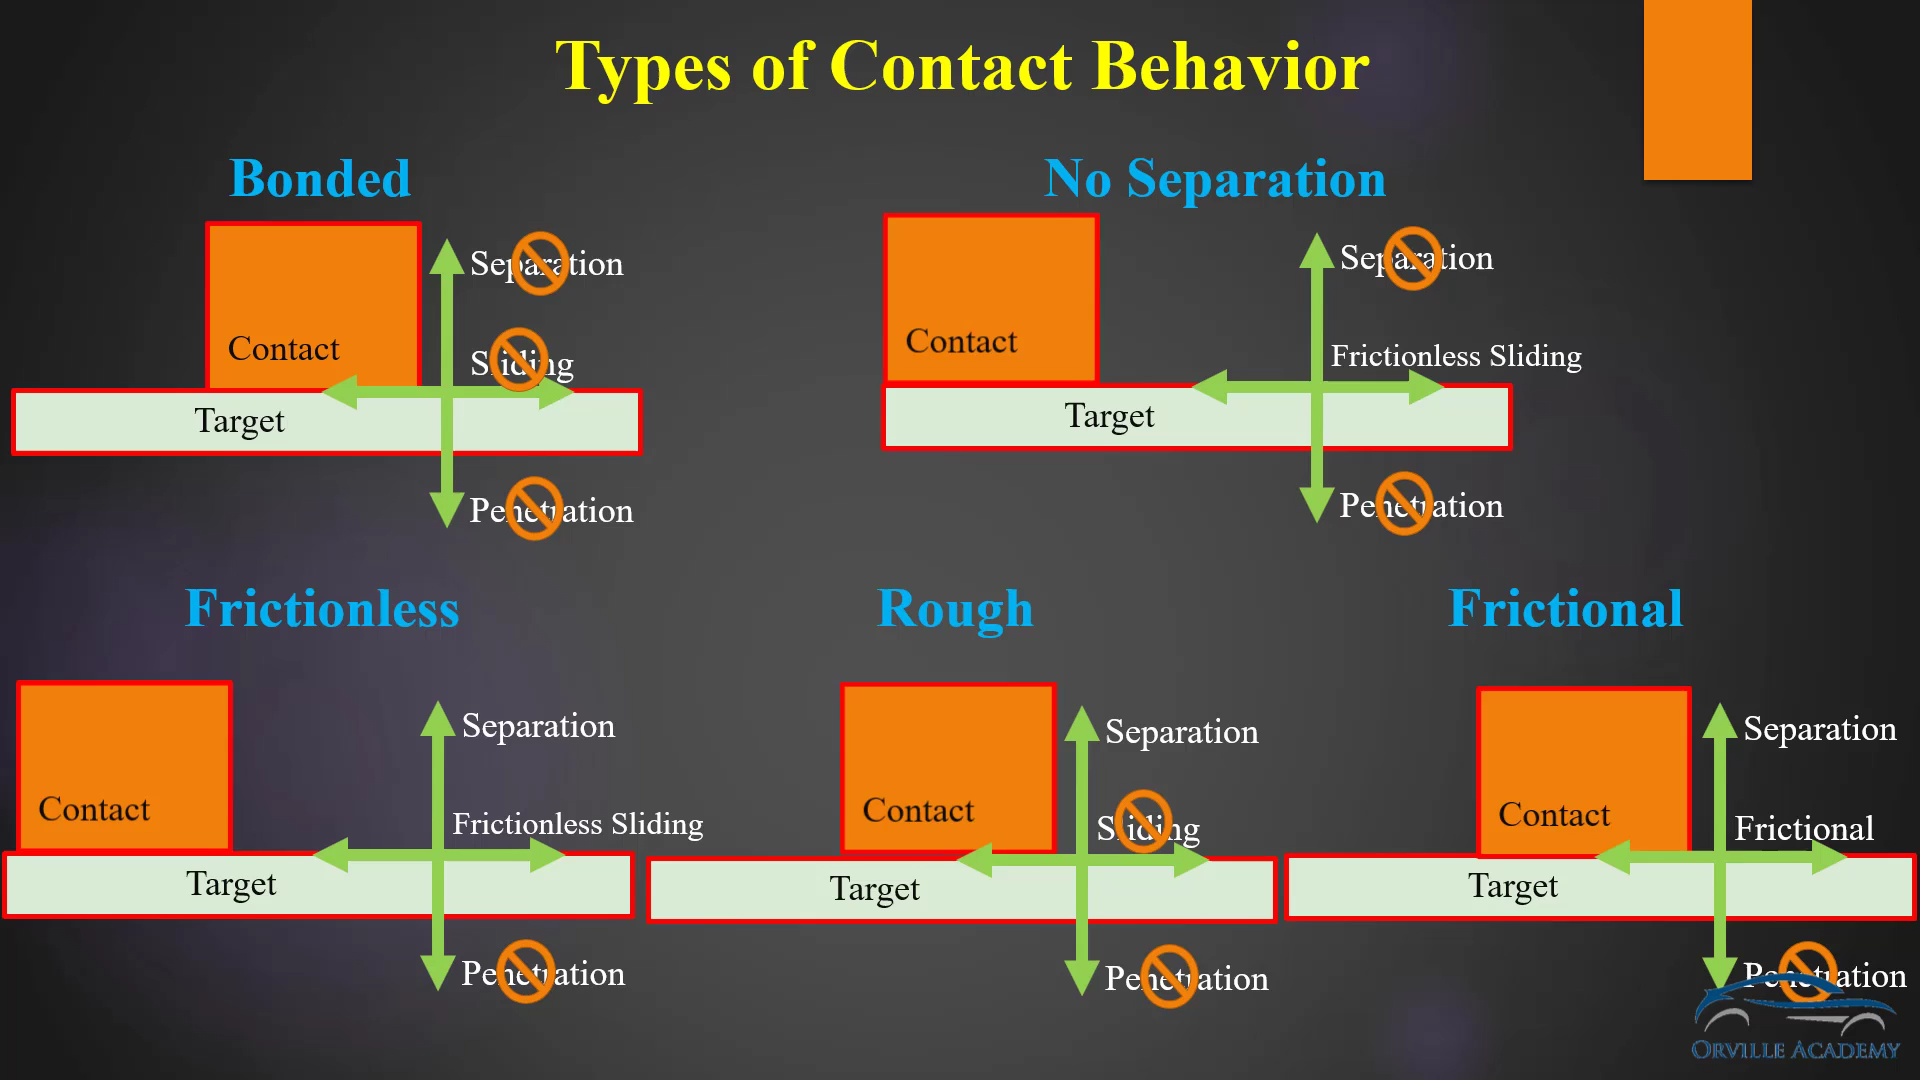 Types of Contact Behavior
Bonded
Separation
Contact
Sliding
Target
Penetration
No Separation
Separation
Contact
Frictionless Sliding
Target
Penetration
Frictionless
Separation
Contact
Frictionless Sliding
Target
Penetration
Rough
Separation
Contact
Sliding
Target
Penetration
Frictional
Separation
Contact
Frictional
Target
Penetration
ORVILLE ACADEMY